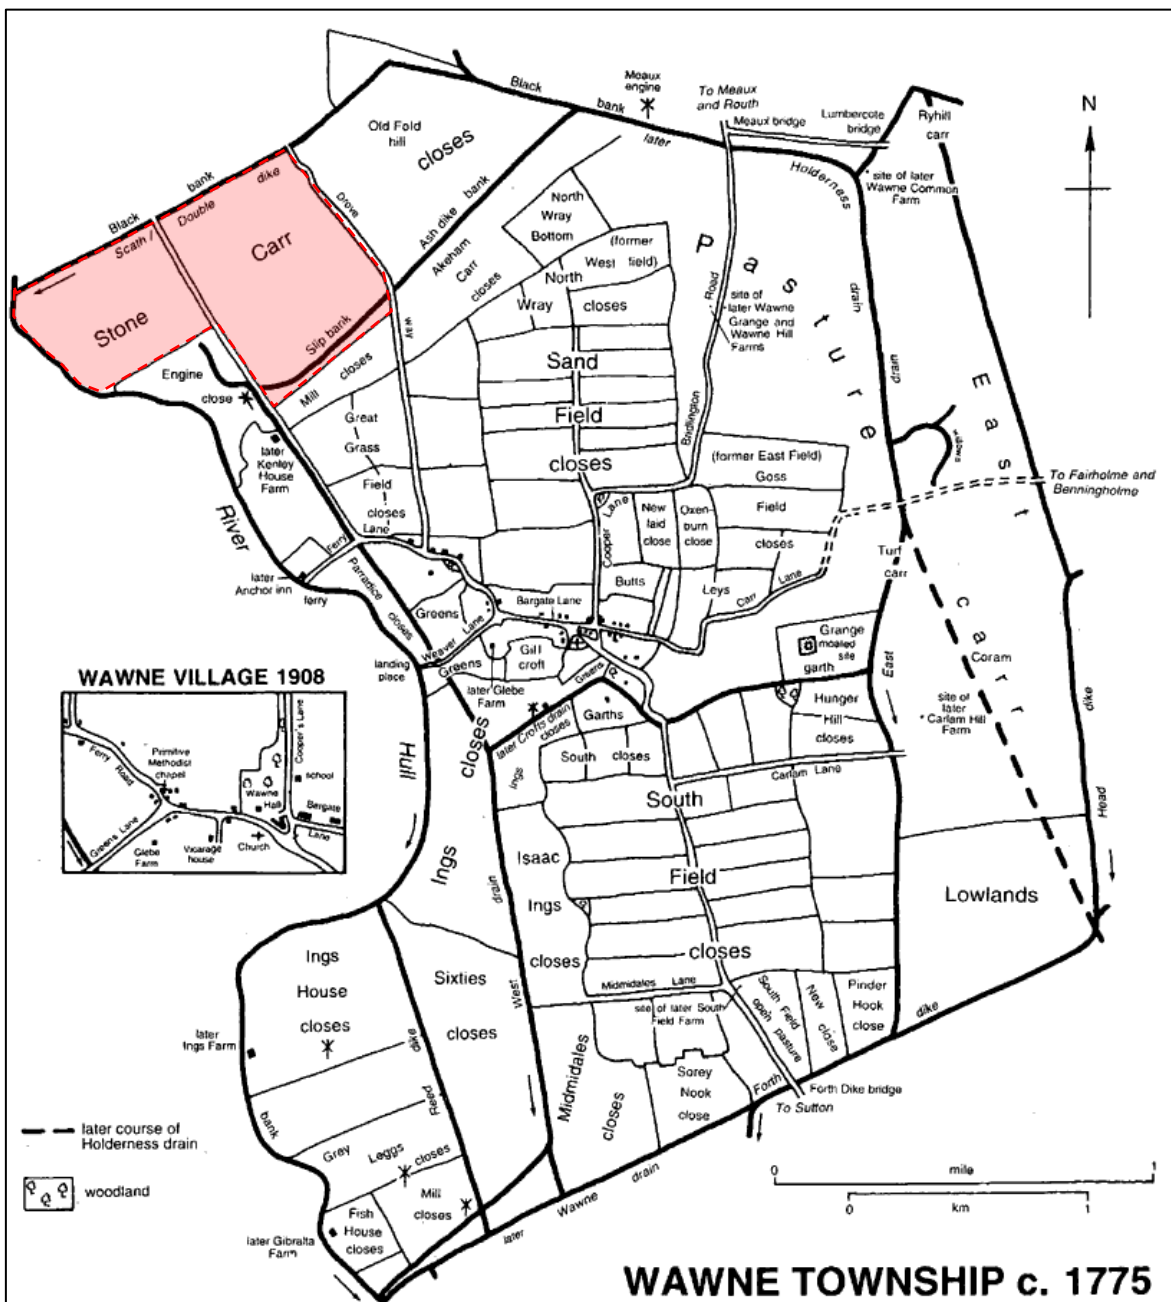 Black
bank
later
Meaux
engine
To Meaux
and Routh
Meaux bridge
Lumbercote
bridge
Ryhill
carr
N
Old Fold
hill
closes
Holderness
drain
site of later
Wawne Common
Farm
Black
bank
Scath /
Double
dike
Drove
way
Ash dike bank
Akeham
Carr
closes
North
Wray
Bottom
(former
West field)
North
Wray
closes
Pasture
Road
Bridlington
site of
later Wawne
Grange and
Wawne Hill
Farms
drain
East
carr
Stone
Carr
Slip bank
Engine
close
Mill closes
Sand
Field
closes
Great
Grass
Field
closes
later
Kenley
House
Farm
River
Hull
Lane
Ferry
later
Anchor inn
ferry
Parradice closes
Cooper Lane
New
laid
close
Oxen-
burn
close
(former East Field)
Goss
Field
closes
To Fairholme and
Benningholme
Turf
carr
Butts
Leys
Carr Lane
Bargate Lane
Greens
Weaver Lane
landing
place
Greens
Gill
croft
Greens
later Glebe
Farm
later Crofts drain
closes
Grange
moated
site
garth
East
Coram
site of
later
Carlam Hill
Farm
dike
Head
Hunger
Hill
closes
Garths
South closes
Carlam Lane
closes
Ings
Ings
South
Field
closes
Isaac
Ings
closes
drain
West
Lowlands
Ings
House
closes
Sixties
closes
later
Ings Farm
dike
Reed
bank
Midmidales Lane
site of later South
Field Farm
South Field
open
pasture
New
close
Pinder
Hook
close
dike
Midmidales
closes
Sorey
Nook
close
Forth
Forth Dike bridge
To Sutton
Gray Leggs closes
Mill
closes
Fish
House
closes
later Gibralta
Farm
later Wawne drain
WAWNE VILLAGE 1908
Ferry Road
Primitive
Methodist
chapel
Cooper's Lane
school
Wawne
Hall
Bargate
Lane
Greens Lane
Glebe
Farm
Vicarage
house
Church
later course of
Holderness drain
woodland
0 mile 1
0 km 1
WAWNE TOWNSHIP c. 1775